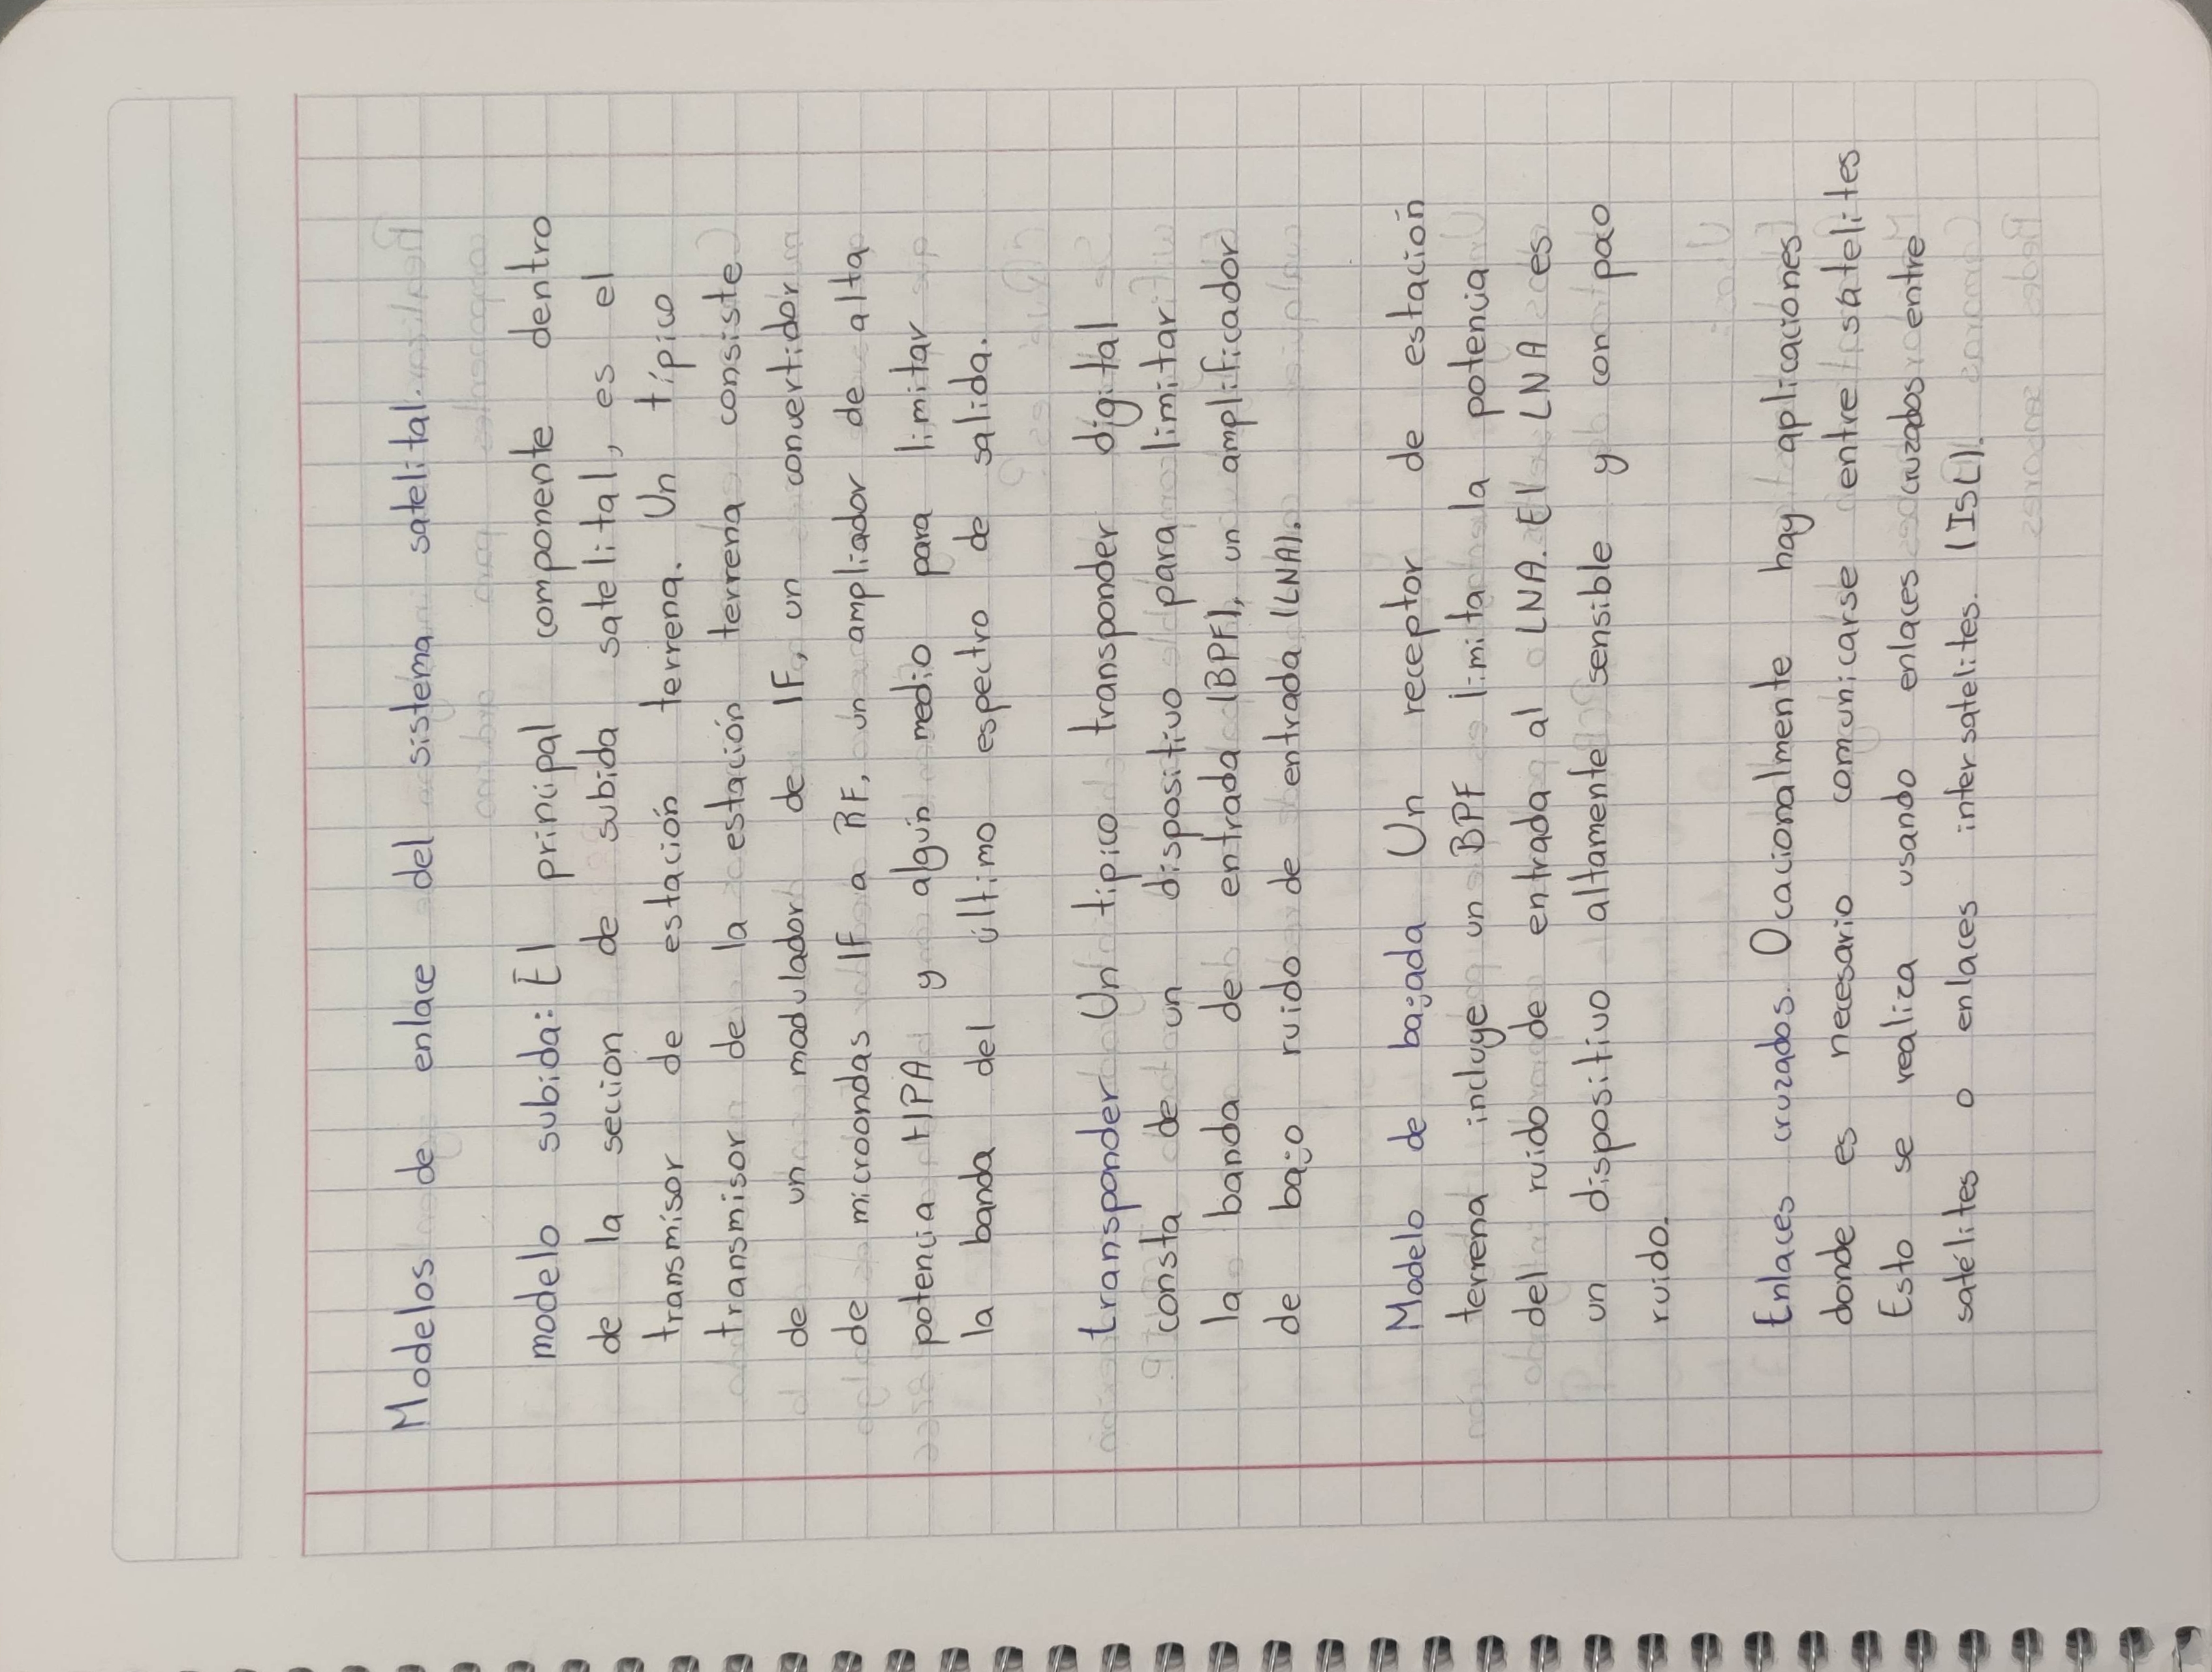 Modelos de enlace del sistema satelital.
modelo subida: El principal componente dentro
de la seccion de subida satelital, es el
transmisor de estación terrena. Un típico
transmisor de la estación terrena consiste
de un modulador de IF, un convertidor
de microondas IF a RF, un ampliador de alta
potencia HPA y algún medio para limitar
la banda del último espectro de salida.
transponder Un tipico transponder digital
consta de un dispositivo para limitar
la banda de entrada (BPF), un amplificador
de bajo ruido de entrada (LNA).
Modelo de bajada Un receptor de estación
terrena incluye un BPF limita la potencia
del ruido de entrada al LNA. El LNA es
un dispositivo altamente sensible y con poco
ruido.
Enlaces cruzados. Ocacionalmente hay aplicaciones
donde es necesario comunicarse entre satelites
Esto se realiza usando enlaces cruzados entre
satélites o enlaces intersatelites. (ISL).